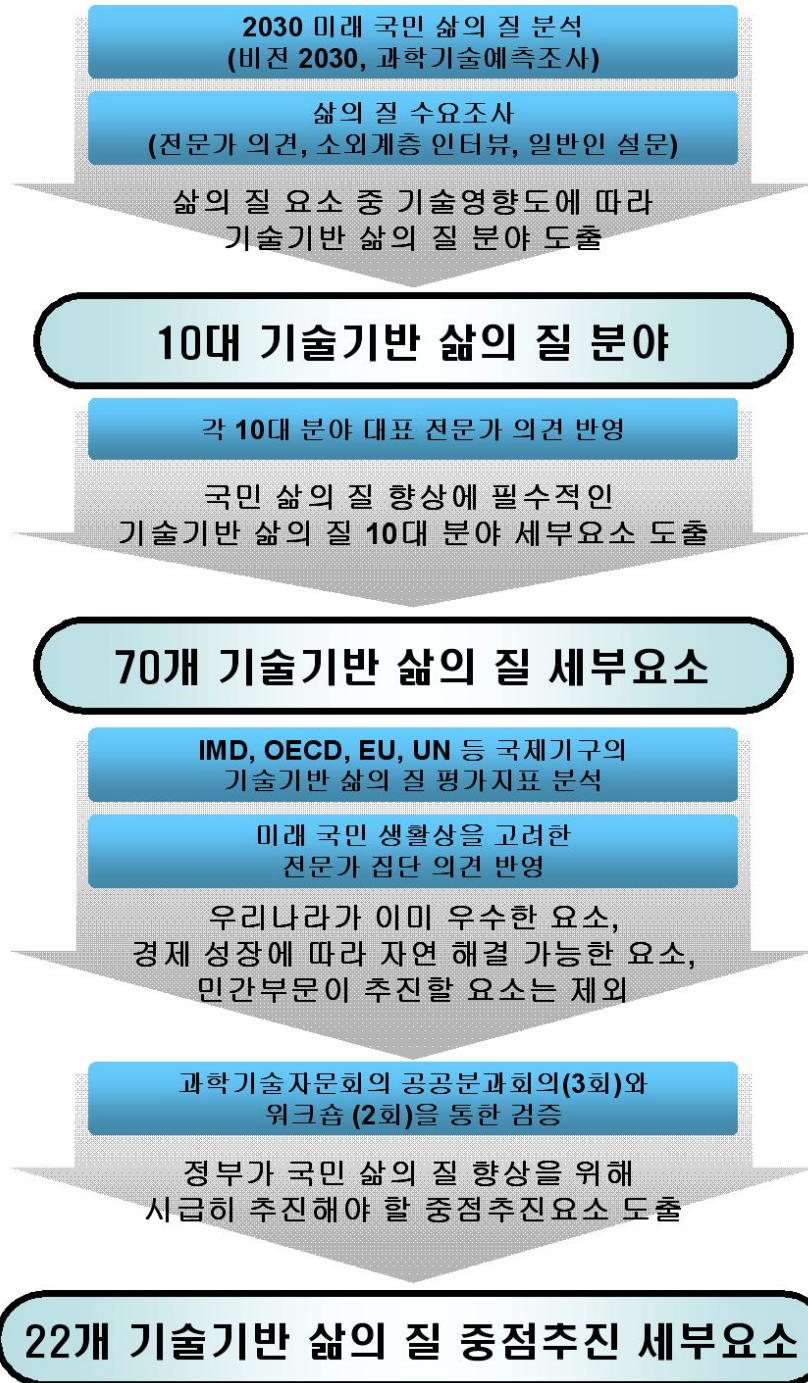 2030 미래 국민 삶의 질 분석
(비전 2030, 과학기술예측조사)
삶의 질 수요조사
(전문가 의견, 소외계층 인터뷰, 일반인 설문)
삶의 질 요소 중 기술영향도에 따라
기술기반 삶의 질 분야 도출
10대 기술기반 삶의 질 분야
각 10대 분야 대표 전문가 의견 반영
국민 삶의 질 향상에 필수적인
기술기반 삶의 질 10대 분야 세부요소 도출
70개 기술기반 삶의 질 세부요소
IMD, OECD, EU, UN 등 국제기구의
기술기반 삶의 질 평가지표 분석
미래 국민 생활상을 고려한
전문가 집단 의견 반영
우리나라가 이미 우수한 요소,
경제 성장에 따라 자연 해결 가능한 요소,
민간부문이 추진할 요소는 제외
과학기술자문회의 공공분과회의(3회)와
워크숍 (2회)을 통한 검증
정부가 국민 삶의 질 향상을 위해
시급히 추진해야 할 중점추진요소 도출
22개 기술기반 삶의 질 중점추진 세부요소